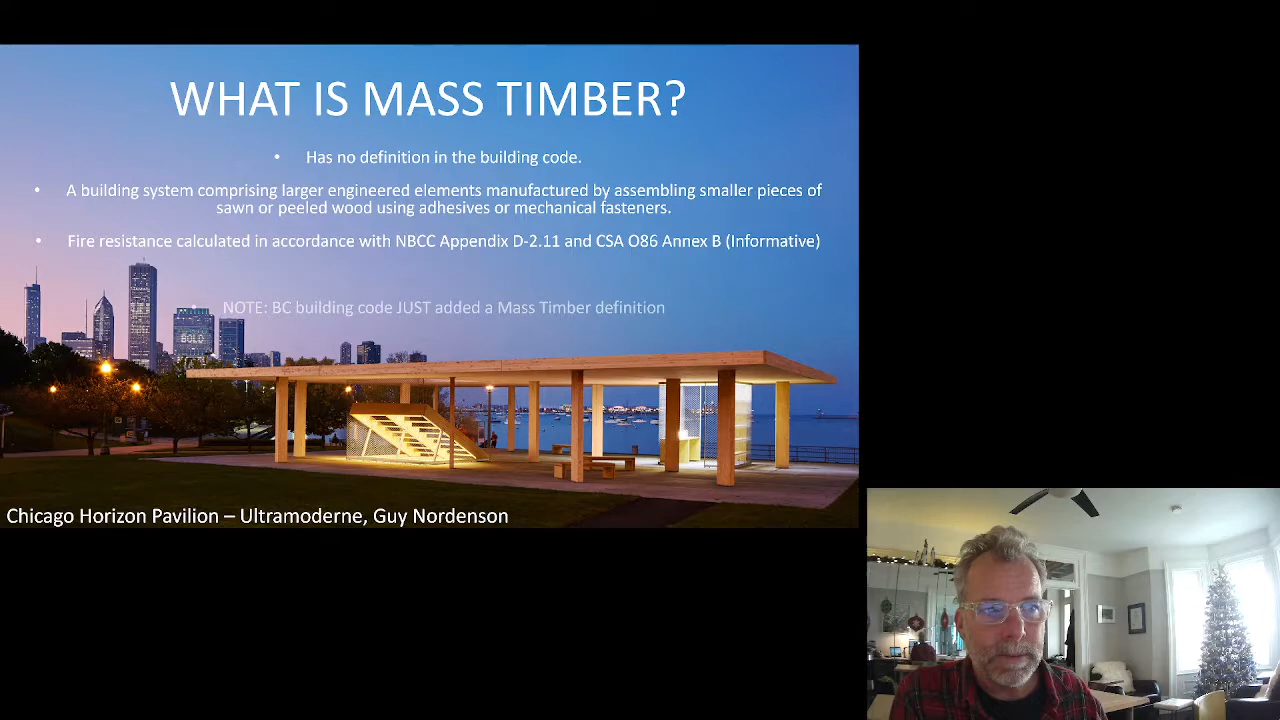 WHAT IS MASS TIMBER?
• Has no definition in the building code.
• A building system comprising larger engineered elements manufactured by assembling smaller pieces of
sawn or peeled wood using adhesives or mechanical fasteners.
• Fire resistance calculated in accordance with NBCC Appendix D-2.11 and CSA O86 Annex B (Informative)
• NOTE: BC building code JUST added a Mass Timber definition
BOLD
Chicago Horizon Pavilion – Ultramoderne, Guy Nordenson